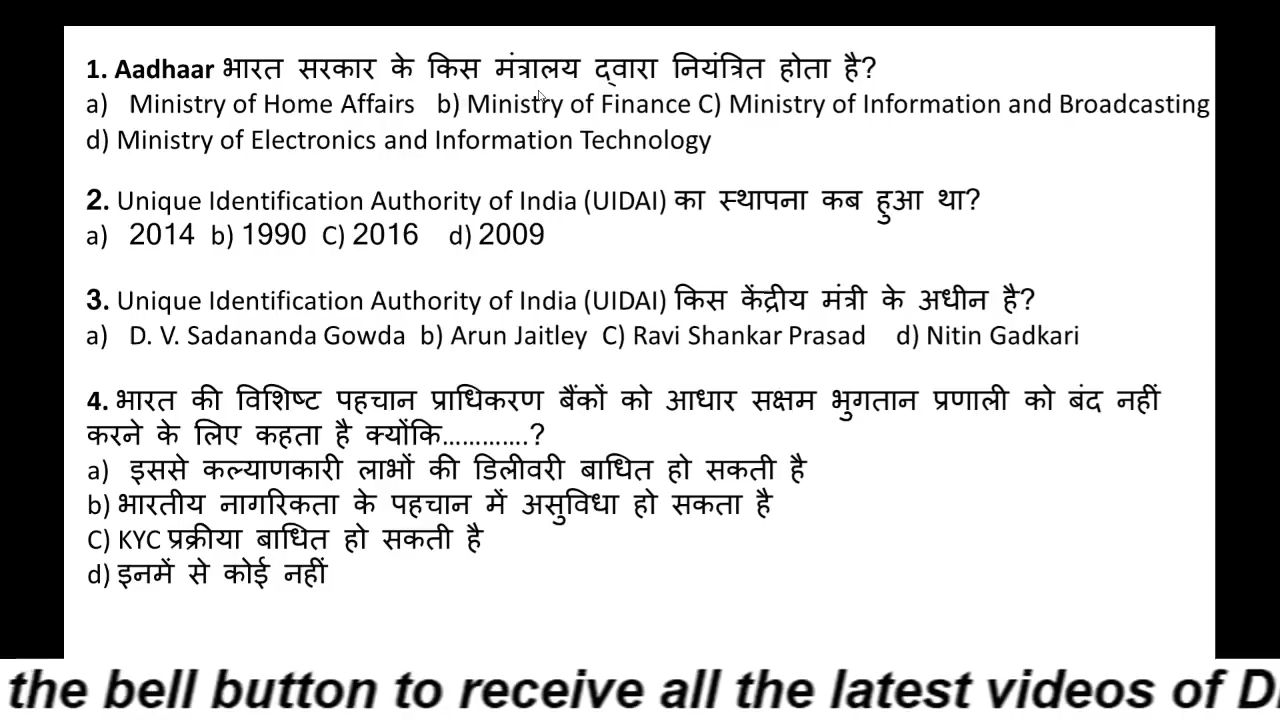 1. Aadhaar भारत सरकार के किस मंत्रालय द्वारा नियंत्रित होता है?
a) Ministry of Home Affairs b) Ministry of Finance C) Ministry of Information and Broadcasting
d) Ministry of Electronics and Information Technology
2. Unique Identification Authority of India (UIDAI) का स्थापना कब हुआ था?
a) 2014 b) 1990 C) 2016 d) 2009
3. Unique Identification Authority of India (UIDAI) किस केंद्रीय मंत्री के अधीन है?
a) D. V. Sadananda Gowda b) Arun Jaitley C) Ravi Shankar Prasad d) Nitin Gadkari
4. भारत की विशिष्ट पहचान प्राधिकरण बैंकों को आधार सक्षम भुगतान प्रणाली को बंद नहीं
करने के लिए कहता है क्योंकि………….?
a) इससे कल्याणकारी लाभों की डिलीवरी बाधित हो सकती है
b) भारतीय नागरिकता के पहचान में असुविधा हो सकता है
C) KYC प्रक्रीया बाधित हो सकती है
d) इनमें से कोई नहीं
the bell button to receive all the latest videos of